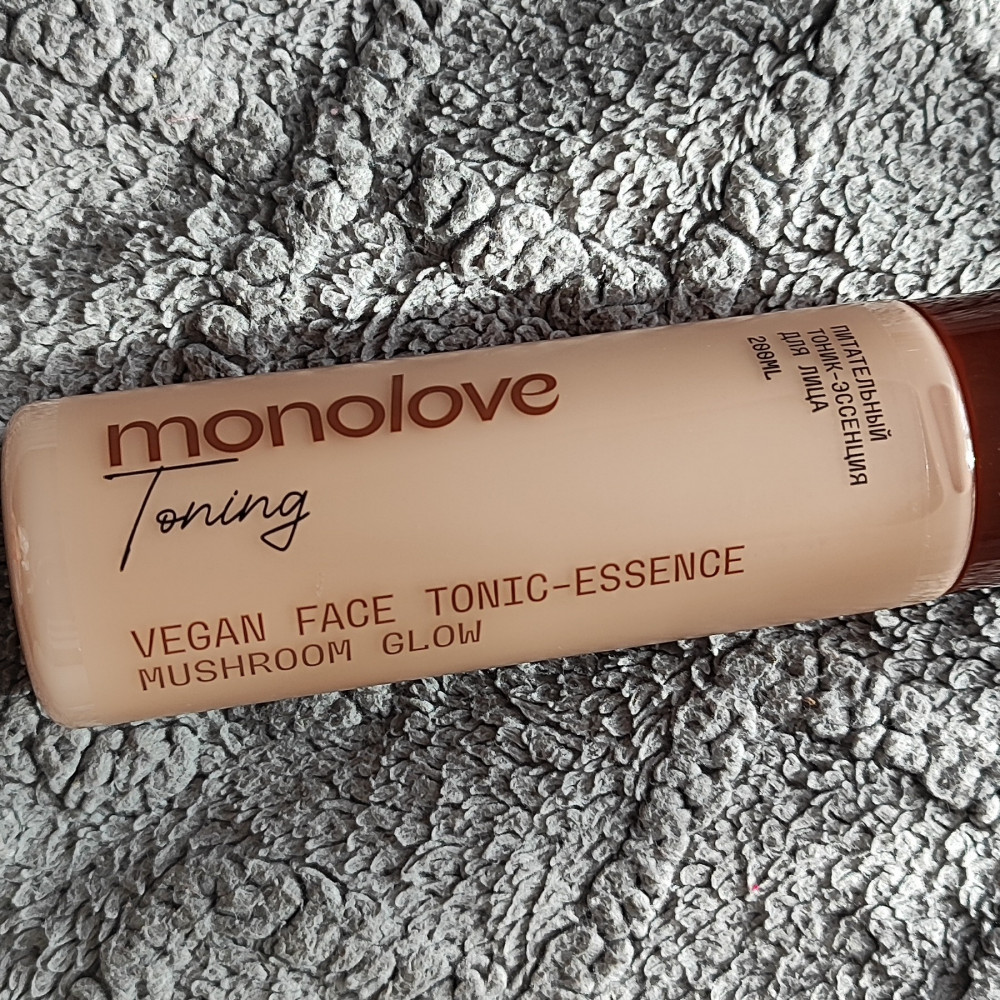 monolove
Toning
VEGAN FACE TONIC-ESSENCE
MUSHROOM GLOW
ПИТАТЕЛЬНЫЙ
ТОНИК-ЭССЕНЦИЯ
ДЛЯ ЛИЦА
200ML